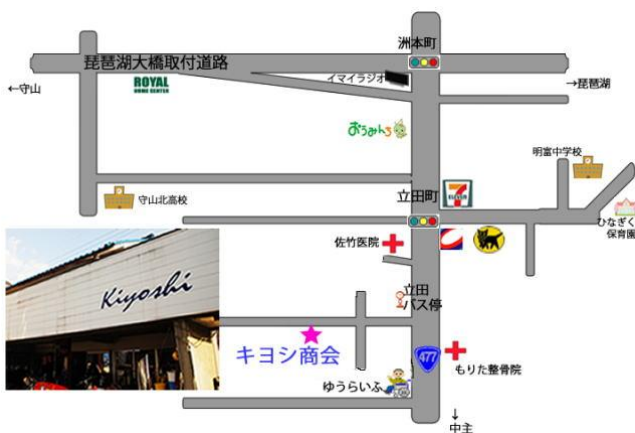 洲本町
琵琶湖大橋取付道路
イマイラジオ
←守山
ROYAL
HOME CENTER
→琵琶湖
おうみんち
明富中学校
7
ELEVEN
立田町
守山北高校
ひなぎく
保育園
佐竹医院
立田
バス停
Kiyoshi
キヨシ商会
477
もりた整骨院
ゆうらいふ
↓
中主